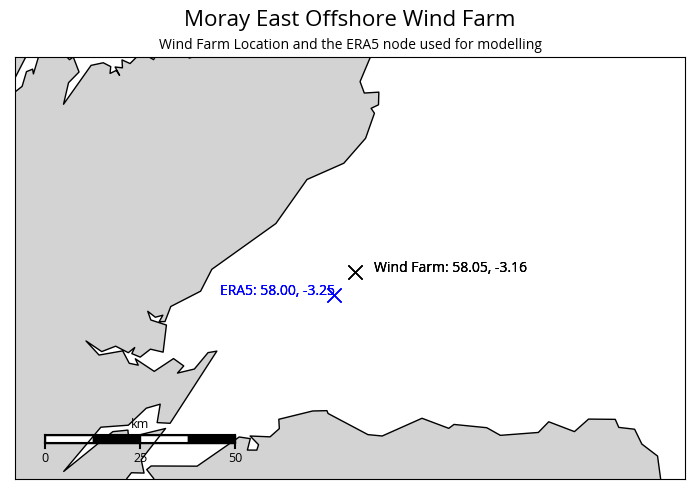 Moray East Offshore Wind Farm
Wind Farm Location and the ERA5 node used for modelling
Wind Farm: 58.05, -3.16
ERA5: 58.00, -3.25
km
0 25 50